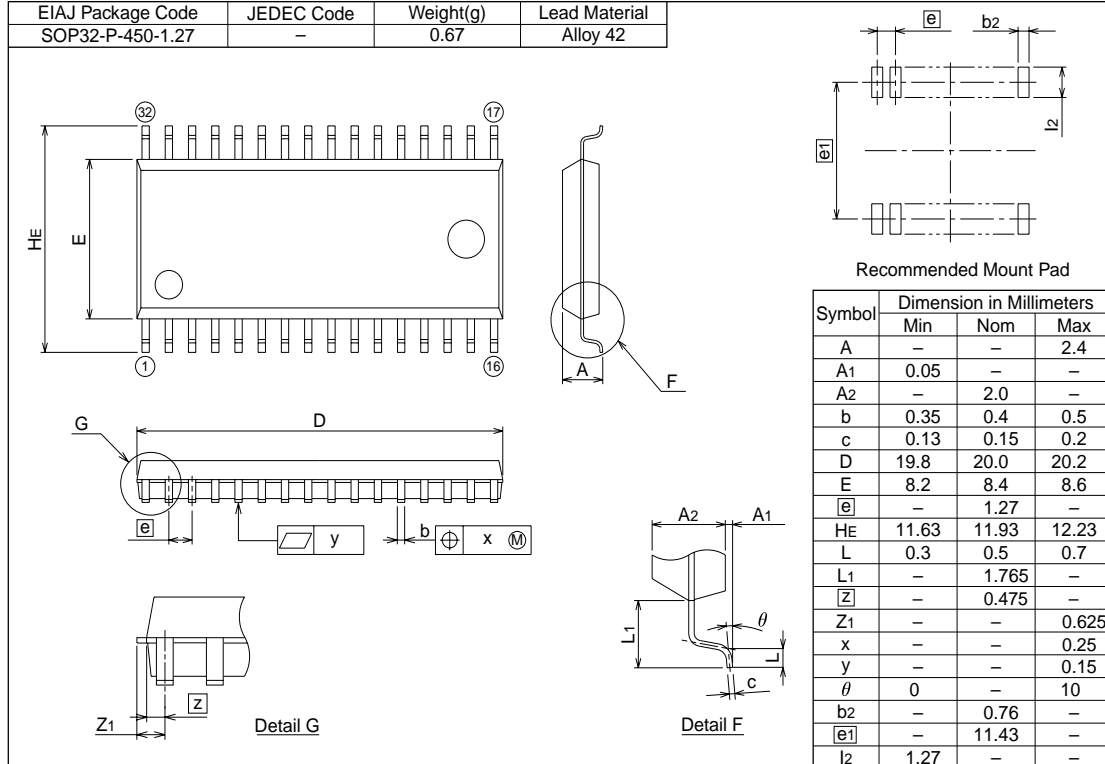 EIAJ Package Code JEDEC Code Weight(g) Lead Material
SOP32-P-450-1.27 – 0.67 Alloy 42
e b2
e1 I2
Recommended Mount Pad
32 17
HE E
1 16
A F
G D
e y b x M
A2 A1
L1 θ L c
Detail F
Z1 z
Detail G
Symbol Dimension in Millimeters
Min Nom Max
A – – 2.4
A1 0.05 – –
A2 – 2.0 –
b 0.35 0.4 0.5
c 0.13 0.15 0.2
D 19.8 20.0 20.2
E 8.2 8.4 8.6
e – 1.27 –
HE 11.63 11.93 12.23
L 0.3 0.5 0.7
L1 – 1.765 –
z – 0.475 –
Z1 – – 0.625
x – – 0.25
y – – 0.15
θ 0 – 10
b2 – 0.76 –
e1 – 11.43 –
I2 1.27 – –